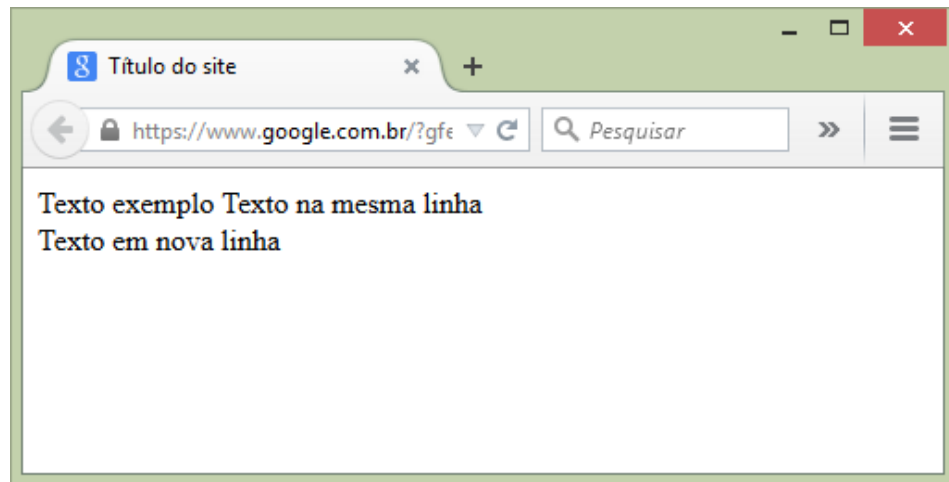 Título do site
https://www.google.com.br/?gfe
Pesquisar
Texto exemplo Texto na mesma linha
Texto em nova linha